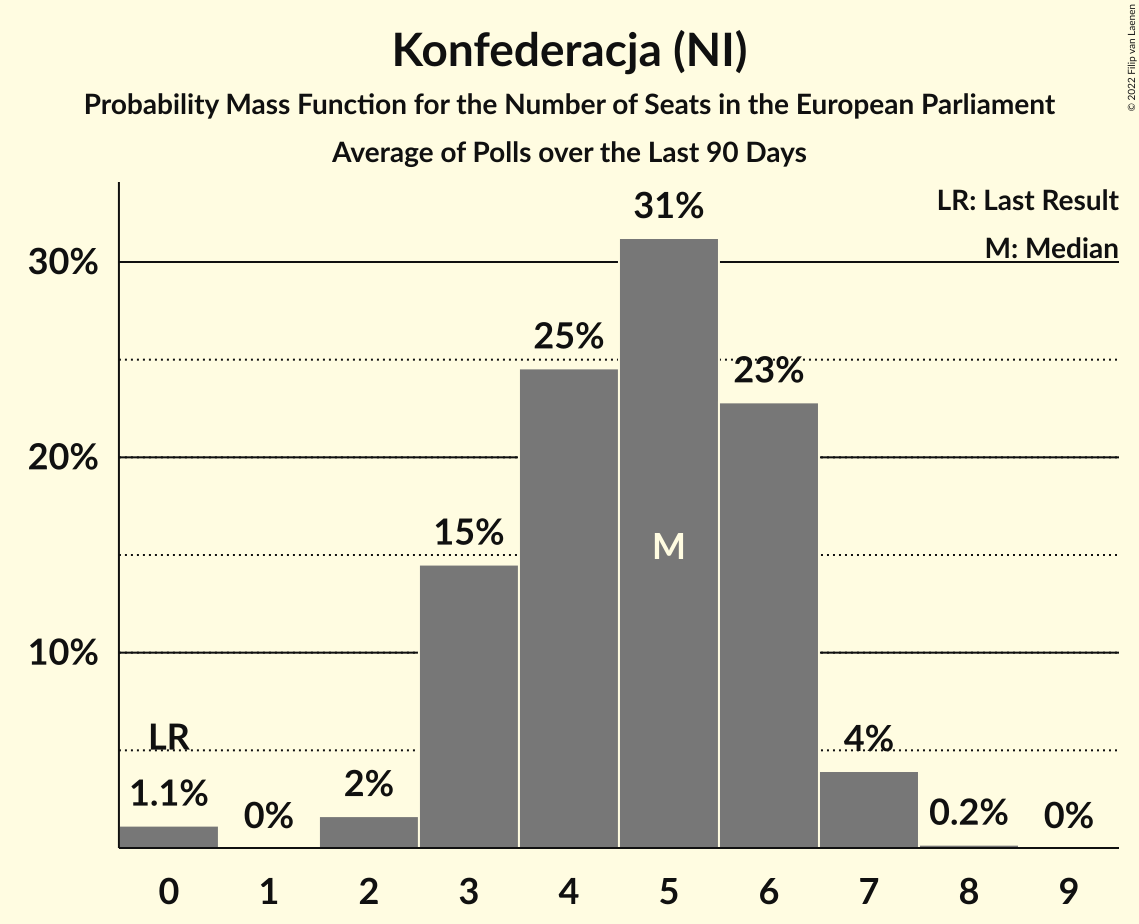 Konfederacja (NI)
Probability Mass Function for the Number of Seats in the European Parliament
Average of Polls over the Last 90 Days
© 2022 Filip van Laenen
LR: Last Result
M: Median
30%
20%
10%
LR
1.1%
0%
2%
15%
25%
31%
M
23%
4%
0.2%
0%
0 1 2 3 4 5 6 7 8 9